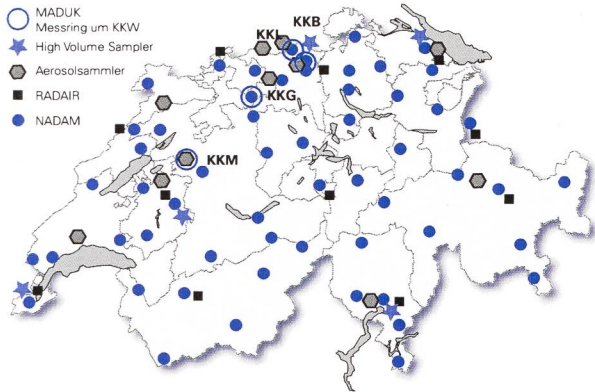 MADUK
Messring um KKW
High Volume Sampler
Aerosolsammler
RADAIR
NADAM
KKB
KKL
KKG
KKM